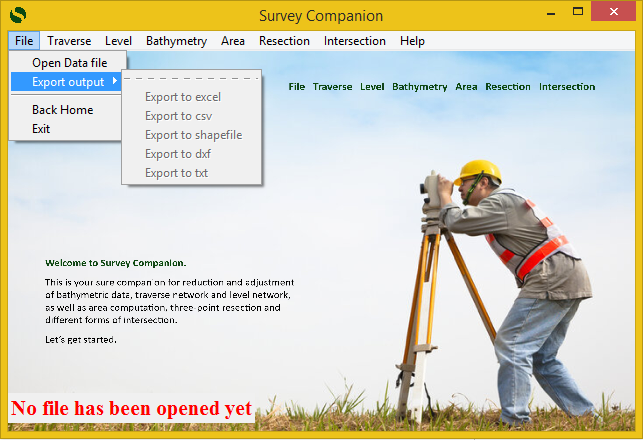 Survey Companion
File Traverse Level Bathymetry Area Resection Intersection Help
Open Data file
Export output
Back Home
Exit
Export to excel
Export to csv
Export to shapefile
Export to dxf
Export to txt
File Traverse Level Bathymetry Area Resection Intersection
Welcome to Survey Companion.
This is your sure companion for reduction and adjustment
of bathymetric data, traverse network and level network,
as well as area computation, three-point resection and
different forms of intersection.
Let's get started.
No file has been opened yet